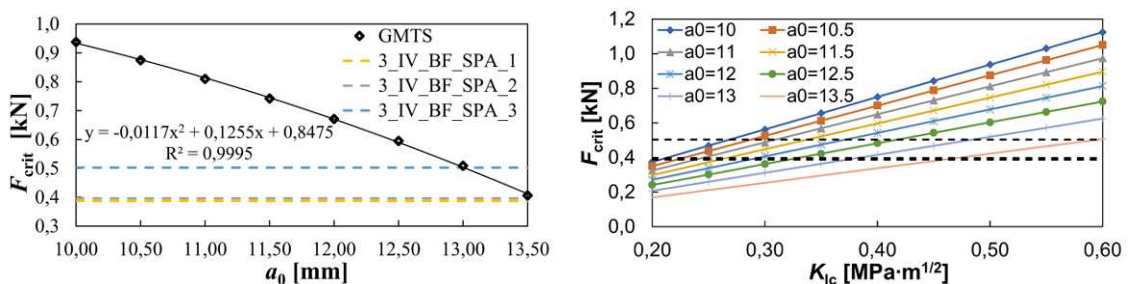 1,0
0,9
0,8
0,7
0,6
0,5
0,4
0,3
F_crit [kN]
GMTS
3_IV_BF_SPA_1
3_IV_BF_SPA_2
3_IV_BF_SPA_3
y = -0,0117x² + 0,1255x + 0,8475
R² = 0,9995
10,00 10,50 11,00 11,50 12,00 12,50 13,00 13,50
a₀ [mm]
1,2
1,0
0,8
0,6
0,4
0,2
0,0
F_crit [kN]
a0=10 a0=10.5
a0=11 a0=11.5
a0=12 a0=12.5
a0=13 a0=13.5
0,20 0,30 0,40 0,50 0,60
K_Ic [MPa·m^1/2]